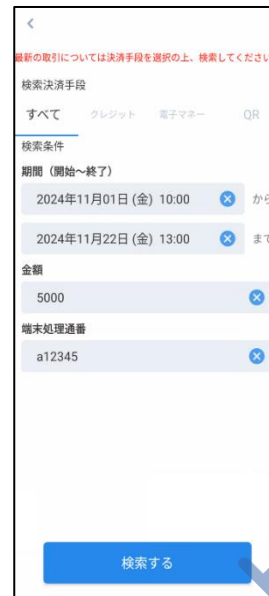 最新の取引については決済手段を選択の上、検索してください
検索決済手段
すべて クレジット 電子マネー QR
検索条件
期間（開始～終了）
2024年11月01日 (金) 10:00 から
2024年11月22日 (金) 13:00 まで
金額
5000
端末処理通番
a12345
検索する